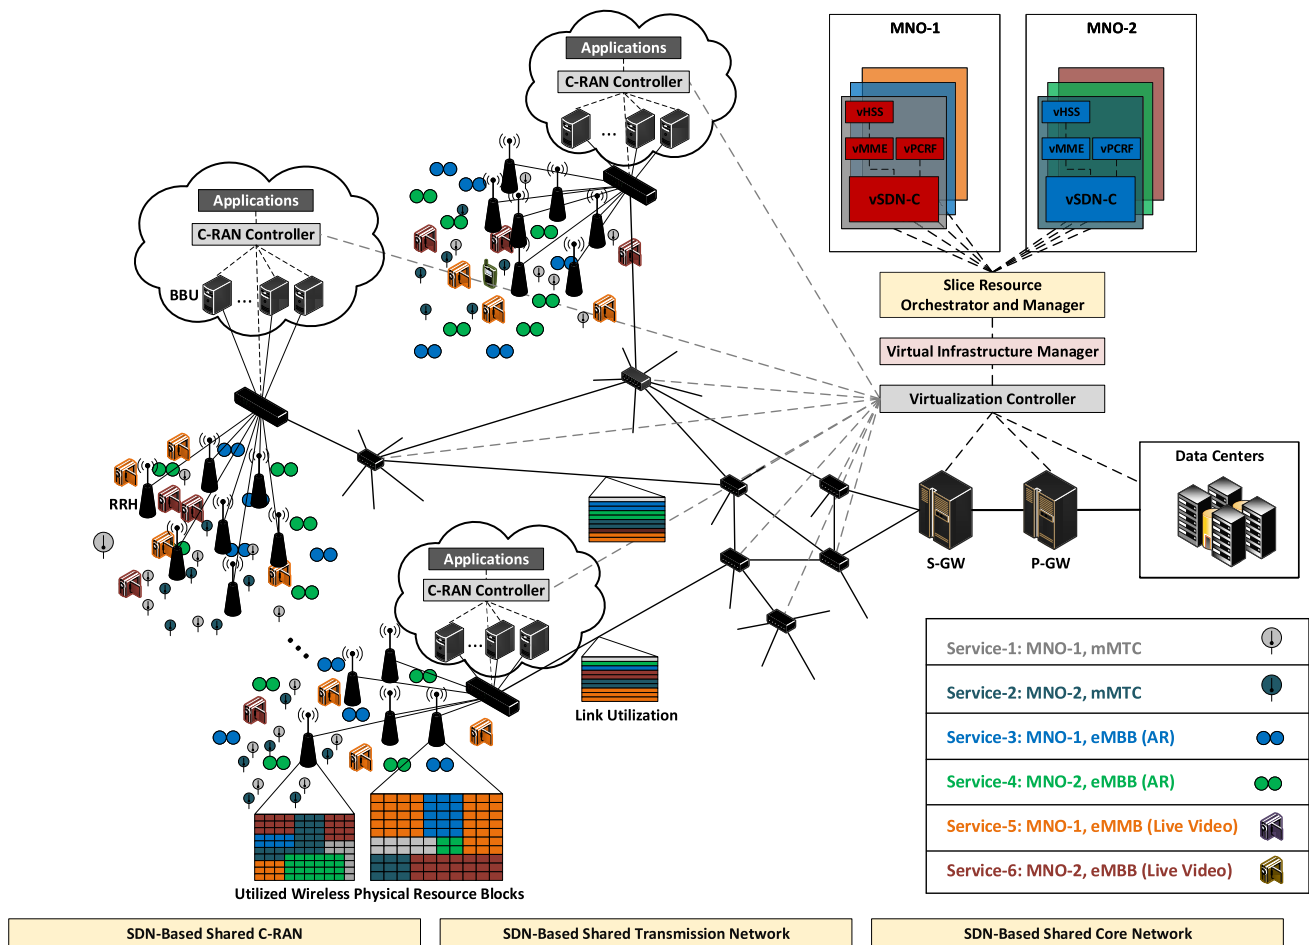 Applications
C-RAN Controller
...
MNO-1
vHSS
vMME
vPCRF
vSDN-C
MNO-2
vHSS
vMME
vPCRF
vSDN-C
Applications
C-RAN Controller
BBU
...
Slice Resource
Orchestrator and Manager
Virtual Infrastructure Manager
Virtualization Controller
RRH
Data Centers
S-GW
P-GW
Applications
C-RAN Controller
...
Link Utilization
Service-1: MNO-1, mMTC
Service-2: MNO-2, mMTC
Service-3: MNO-1, eMBB (AR)
Service-4: MNO-2, eMBB (AR)
Service-5: MNO-1, eMMB (Live Video)
Service-6: MNO-2, eMBB (Live Video)
Utilized Wireless Physical Resource Blocks
SDN-Based Shared C-RAN
SDN-Based Shared Transmission Network
SDN-Based Shared Core Network